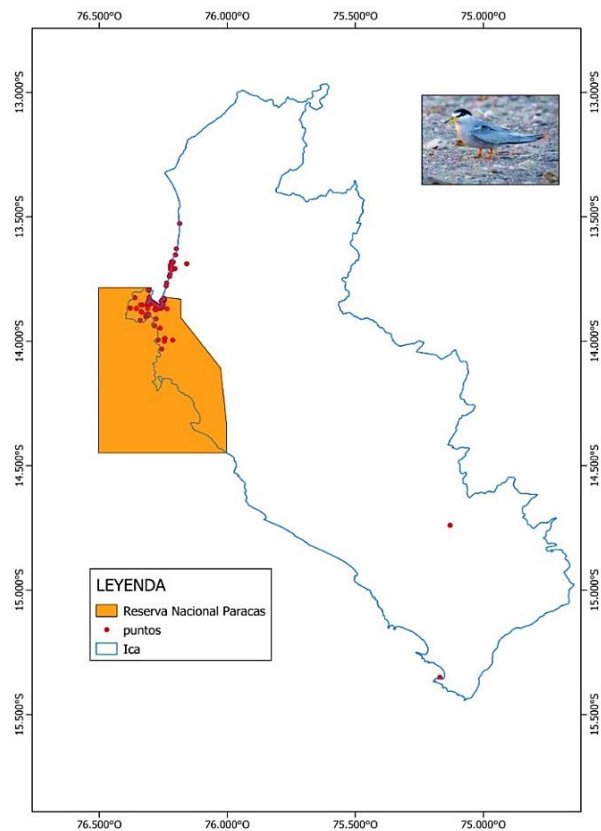 76.500°O 76.000°O 75.500°O 75.000°O
13.000°S 13.000°S
13.500°S 13.500°S
14.000°S 14.000°S
14.500°S 14.500°S
15.000°S 15.000°S
15.500°S 15.500°S
LEYENDA
Reserva Nacional Paracas
puntos
Ica
76.500°O 76.000°O 75.500°O 75.000°O